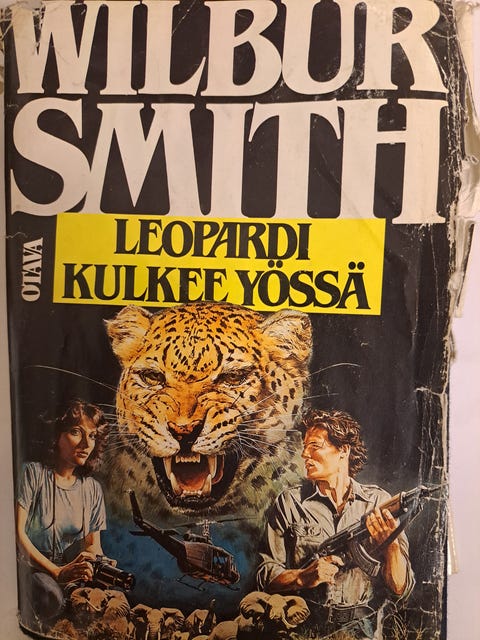 WILBUR
SMITH
OTAVA
LEOPARDI
KULKEE YÖSSÄ